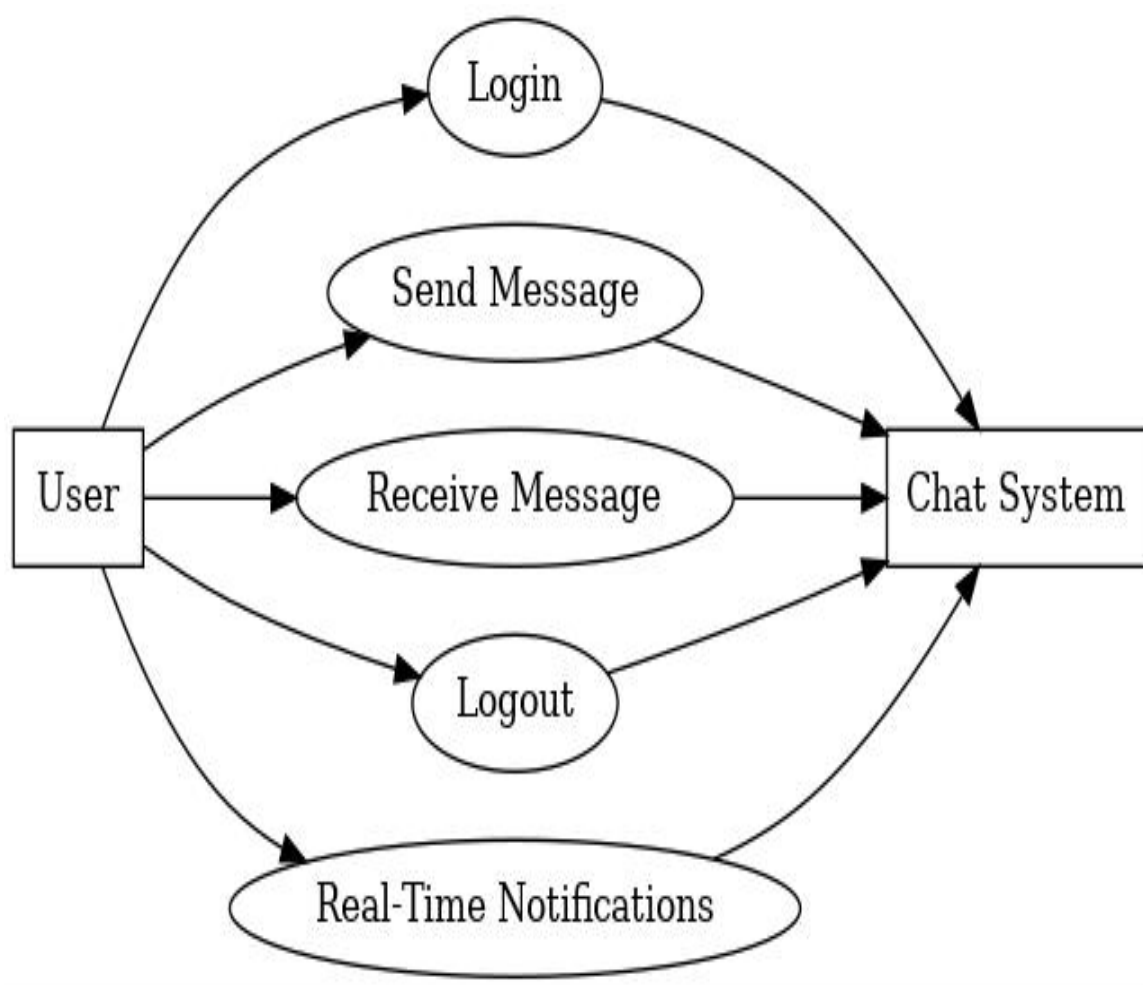 Login
Send Message
User
Receive Message
Chat System
Logout
Real-Time Notifications